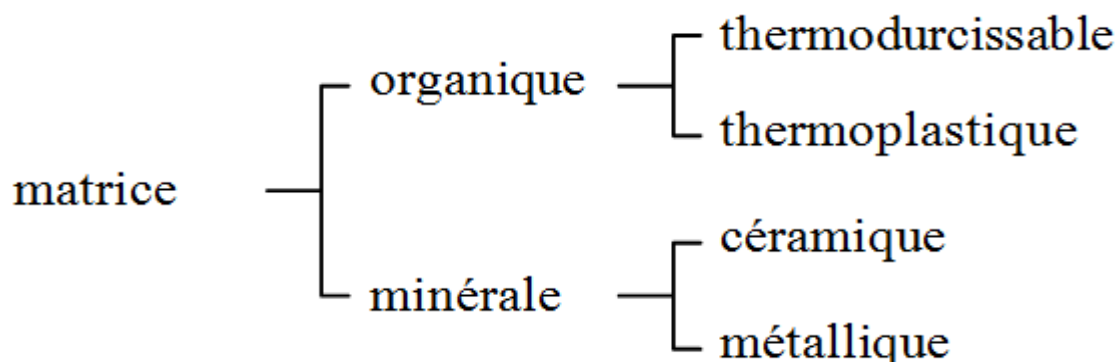 thermodurcissable
organique
thermoplastique
matrice
céramique
minérale
métallique